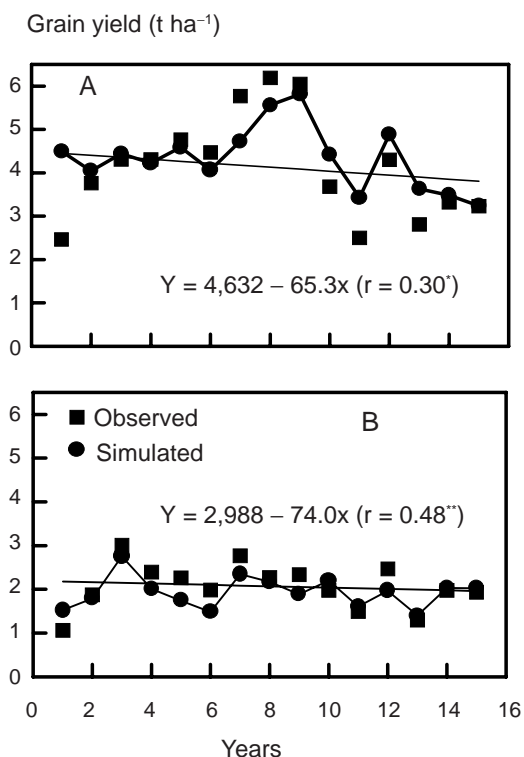 Grain yield (t ha⁻¹)
6
A
5
4
3
2
Y = 4,632 – 65.3x (r = 0.30*)
1
0
6
■ Observed
B
● Simulated
5
4
Y = 2,988 – 74.0x (r = 0.48**)
3
2
1
0
0 2 4 6 8 10 12 14 16
Years